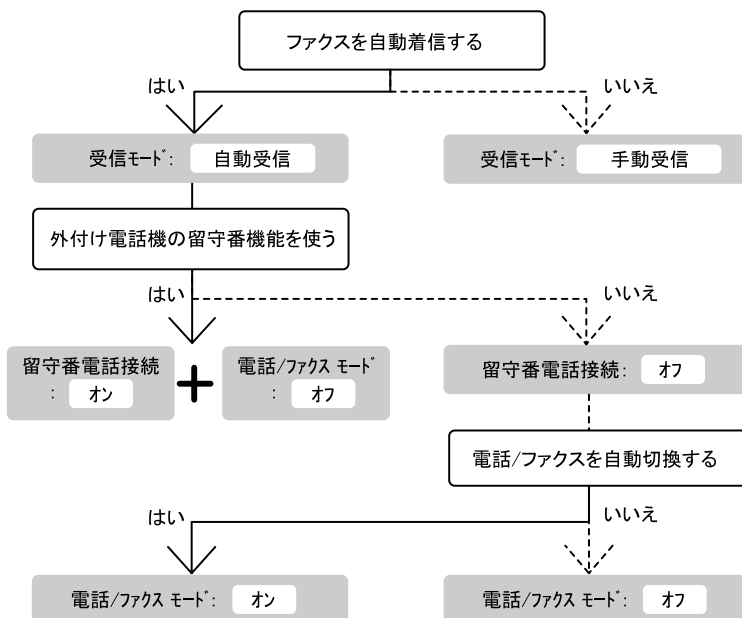 ファクスを自動着信する
はい
いいえ
受信ﾓｰﾄﾞ: 自動受信
受信ﾓｰﾄﾞ: 手動受信
外付け電話機の留守番機能を使う
はい
いいえ
留守番電話接続
: ｵﾝ
+
電話/ﾌｧｸｽ ﾓｰﾄﾞ
: ｵﾌ
留守番電話接続: ｵﾌ
電話/ファクスを自動切換する
はい
いいえ
電話/ﾌｧｸｽ ﾓｰﾄﾞ: ｵﾝ
電話/ﾌｧｸｽ ﾓｰﾄﾞ: ｵﾌ